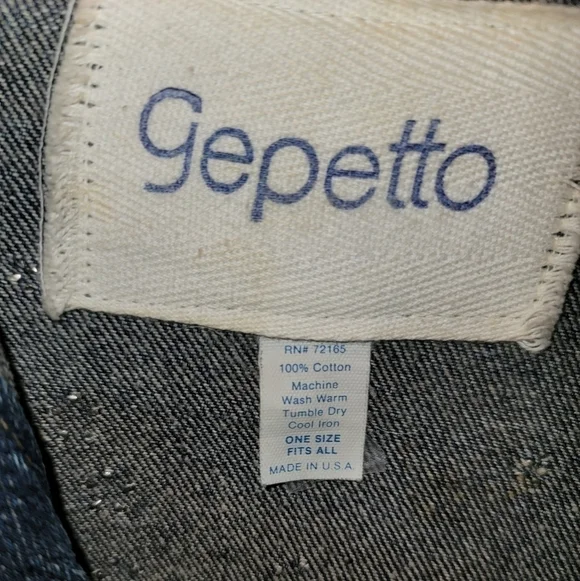 gepetto
RN# 72165
100% Cotton
Machine
Wash Warm
Tumble Dry
Cool Iron
ONE SIZE
FITS ALL
MADE IN U.S.A.